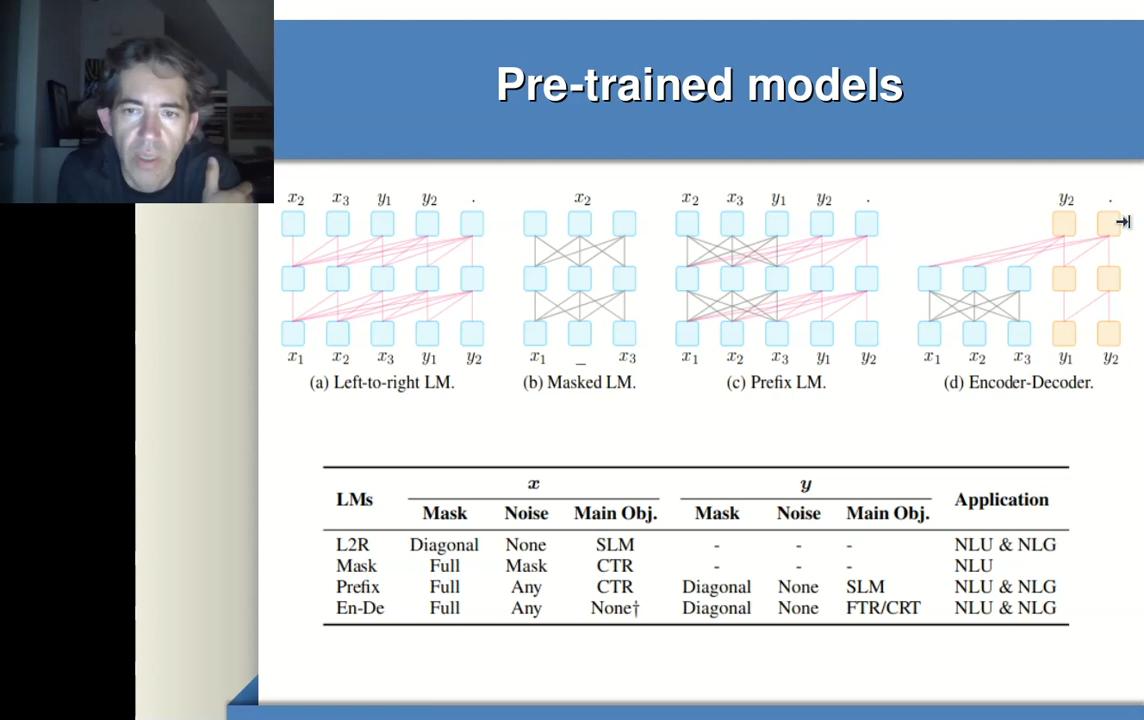 Pre-trained models
x₂ x₃ y₁ y₂ . x₂ x₂ x₃ y₁ y₂ . y₂ .
x₁ x₂ x₃ y₁ y₂ x₁ _ x₃ x₁ x₂ x₃ y₁ y₂ x₁ x₂ x₃ y₁ y₂
(a) Left-to-right LM. (b) Masked LM. (c) Prefix LM. (d) Encoder-Decoder.
x y
LMs Application
Mask Noise Main Obj. Mask Noise Main Obj.
L2R Diagonal None SLM - - - NLU & NLG
Mask Full Mask CTR - - - NLU
Prefix Full Any CTR Diagonal None SLM NLU & NLG
En-De Full Any None† Diagonal None FTR/CRT NLU & NLG